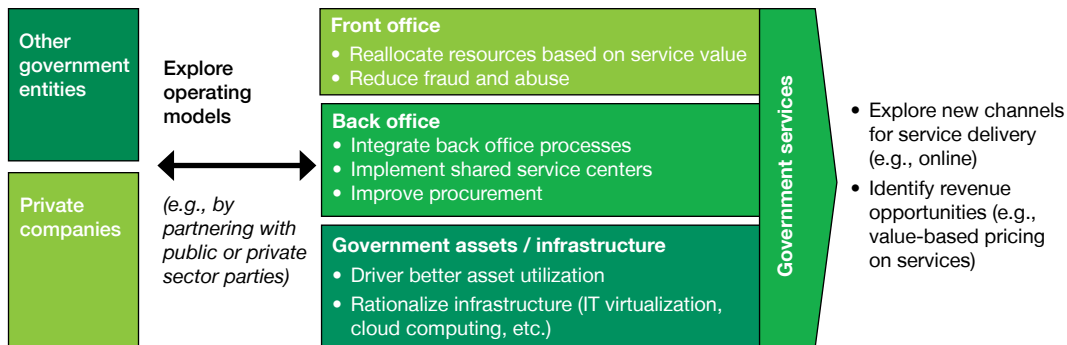 Other
government
entities
Private
companies
Explore
operating
models
(e.g., by
partnering with
public or private
sector parties)
Front office
• Reallocate resources based on service value
• Reduce fraud and abuse
Back office
• Integrate back office processes
• Implement shared service centers
• Improve procurement
Government assets / infrastructure
• Driver better asset utilization
• Rationalize infrastructure (IT virtualization,
cloud computing, etc.)
Government services
• Explore new channels
for service delivery
(e.g., online)
• Identify revenue
opportunities (e.g.,
value-based pricing
on services)